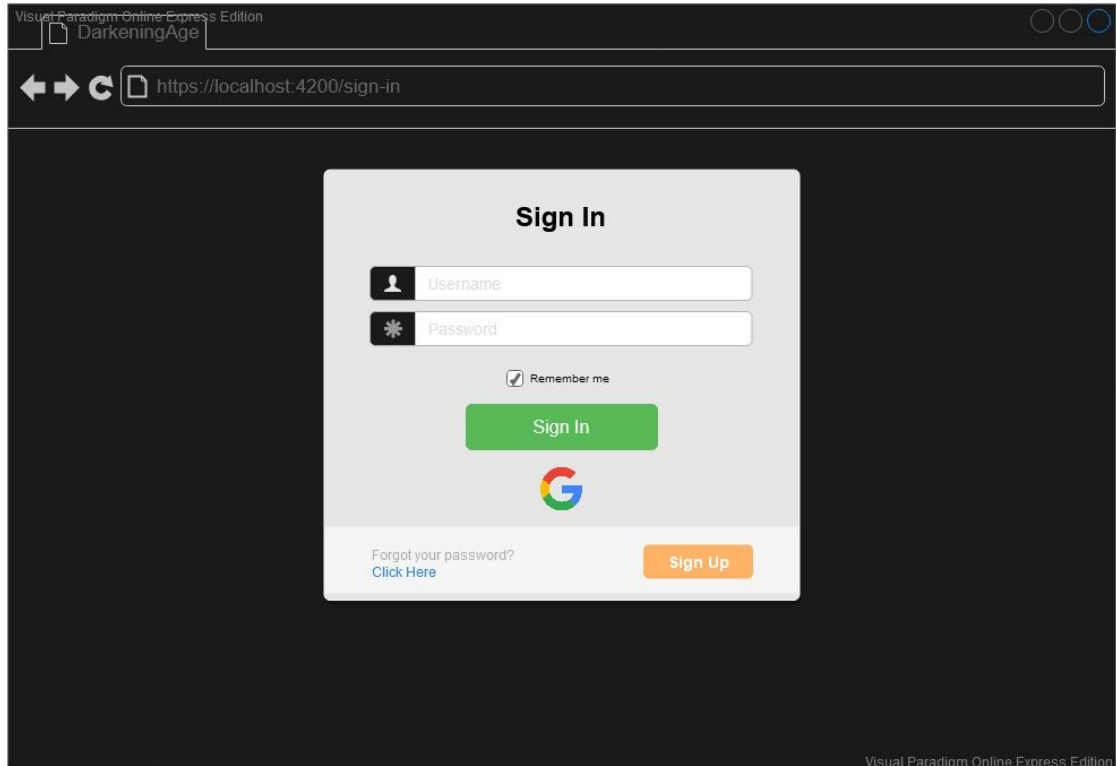 Visual Paradigm Online Express Edition
DarkeningAge
https://localhost:4200/sign-in
Sign In
Username
Password
Remember me
Sign In
Forgot your password?
Click Here
Sign Up
Visual Paradigm Online Express Edition